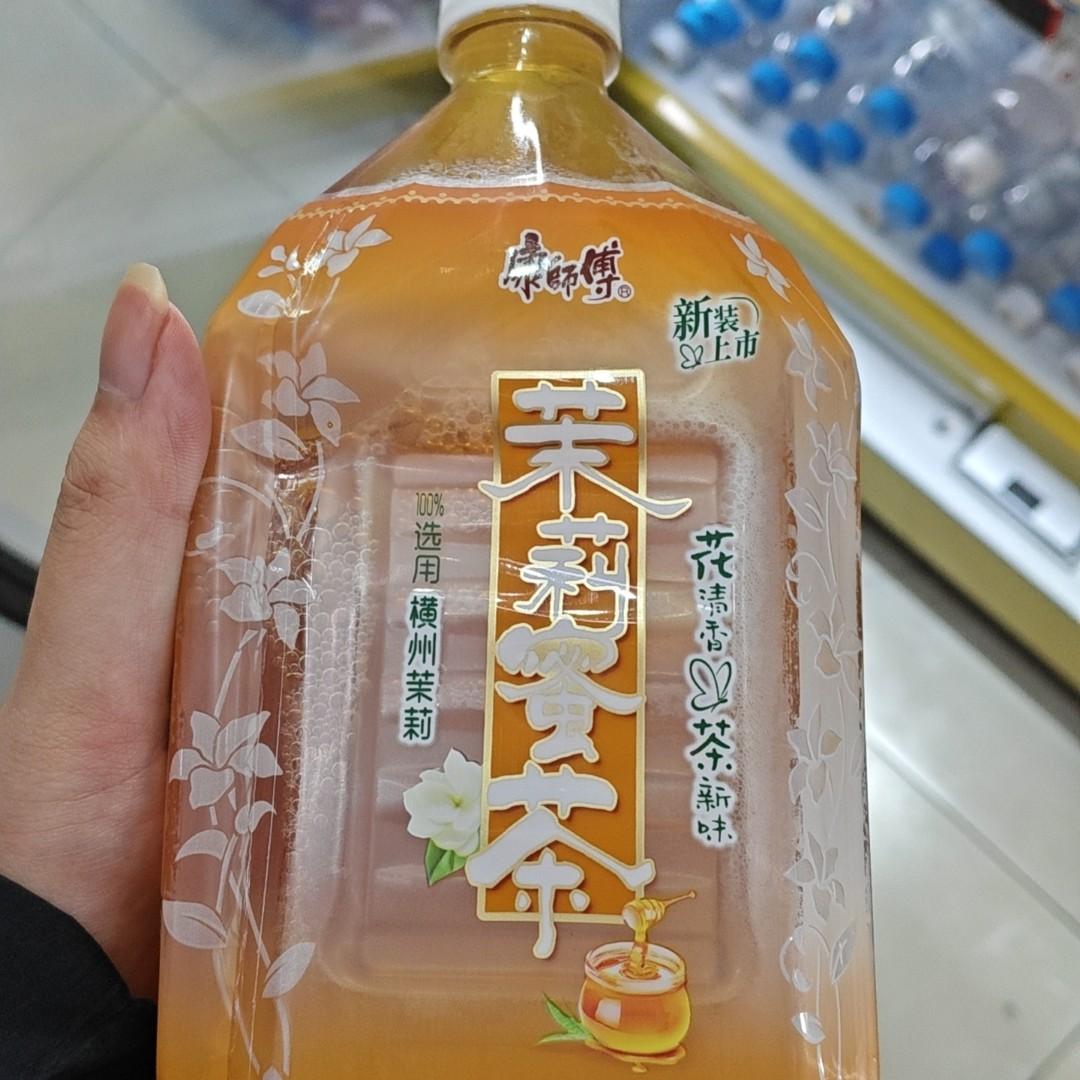 康師傅®
新装
上市
茉莉蜜茶
100%
选用
横州茉莉
花清香
茶新味